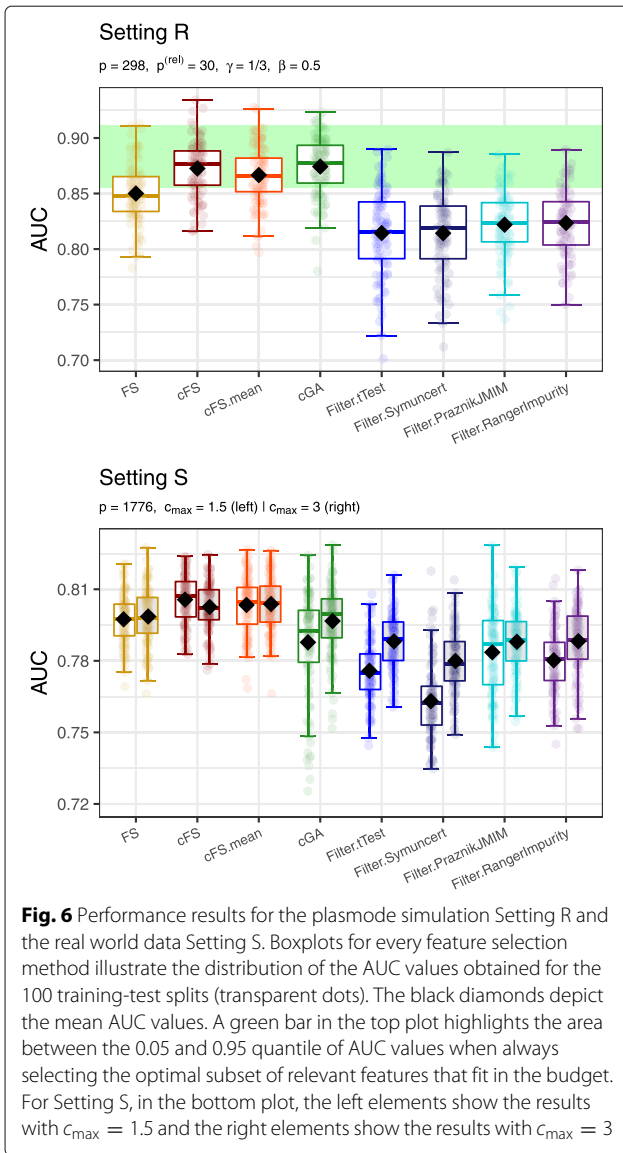 Setting R
p = 298, p(rel) = 30, γ = 1/3, β = 0.5
AUC
0.90
0.85
0.80
0.75
0.70
FS
cFS
cFS.mean
cGA
Filter.tTest
Filter.Symuncert
Filter.PraznikJMIM
Filter.RangerImpurity
Setting S
p = 1776, cmax = 1.5 (left) | cmax = 3 (right)
AUC
0.81
0.78
0.75
0.72
FS
cFS
cFS.mean
cGA
Filter.tTest
Filter.Symuncert
Filter.PraznikJMIM
Filter.RangerImpurity
Fig. 6 Performance results for the plasmode simulation Setting R and
the real world data Setting S. Boxplots for every feature selection
method illustrate the distribution of the AUC values obtained for the
100 training-test splits (transparent dots). The black diamonds depict
the mean AUC values. A green bar in the top plot highlights the area
between the 0.05 and 0.95 quantile of AUC values when always
selecting the optimal subset of relevant features that fit in the budget.
For Setting S, in the bottom plot, the left elements show the results
with cmax = 1.5 and the right elements show the results with cmax = 3